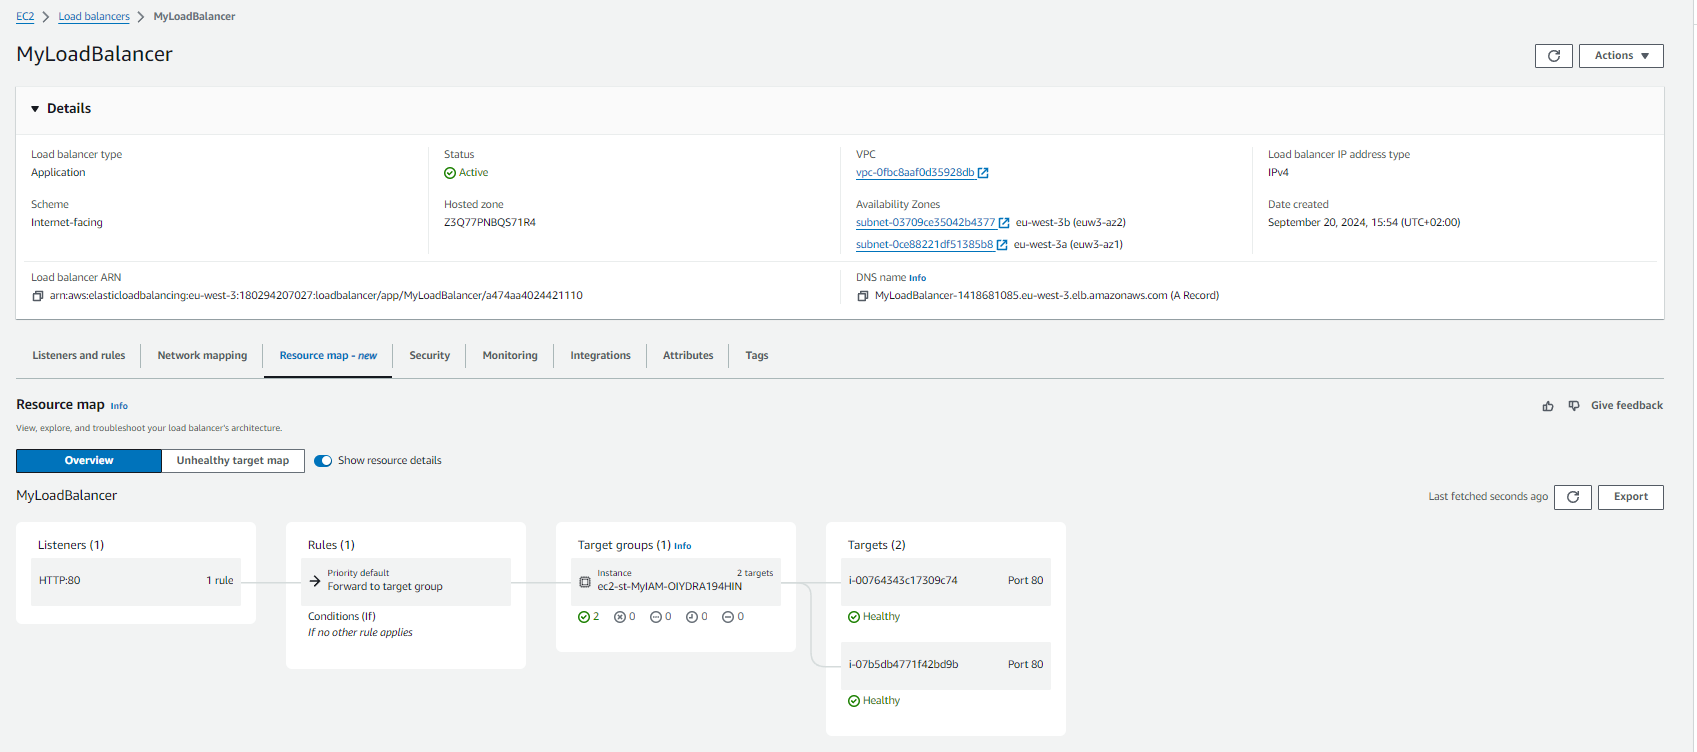 EC2 > Load balancers > MyLoadBalancer
MyLoadBalancer
Actions
Details
Load balancer type
Application
Status
Active
VPC
vpc-0fbc8aaf0d35928db
Load balancer IP address type
IPv4
Scheme
Internet-facing
Hosted zone
Z3Q77PNBQS71R4
Availability Zones
subnet-03709ce35042b4377 eu-west-3b (euw3-az2)
subnet-0ce88221df51385b8 eu-west-3a (euw3-az1)
Date created
September 20, 2024, 15:54 (UTC+02:00)
Load balancer ARN
arn:aws:elasticloadbalancing:eu-west-3:180294207027:loadbalancer/app/MyLoadBalancer/a474aa4024421110
DNS name Info
MyLoadBalancer-1418681085.eu-west-3.elb.amazonaws.com (A Record)
Listeners and rules
Network mapping
Resource map - new
Security
Monitoring
Integrations
Attributes
Tags
Resource map Info
Give feedback
View, explore, and troubleshoot your load balancer's architecture.
Overview
Unhealthy target map
Show resource details
MyLoadBalancer
Last fetched seconds ago
Export
Listeners (1)
HTTP:80 1 rule
Rules (1)
Priority default
Forward to target group
Conditions (If)
If no other rule applies
Target groups (1) Info
Instance 2 targets
ec2-st-MyIAM-OIYDRA194HIN
2 0 0 0 0
Targets (2)
i-00764343c17309c74 Port 80
Healthy
i-07b5db4771f42bd9b Port 80
Healthy